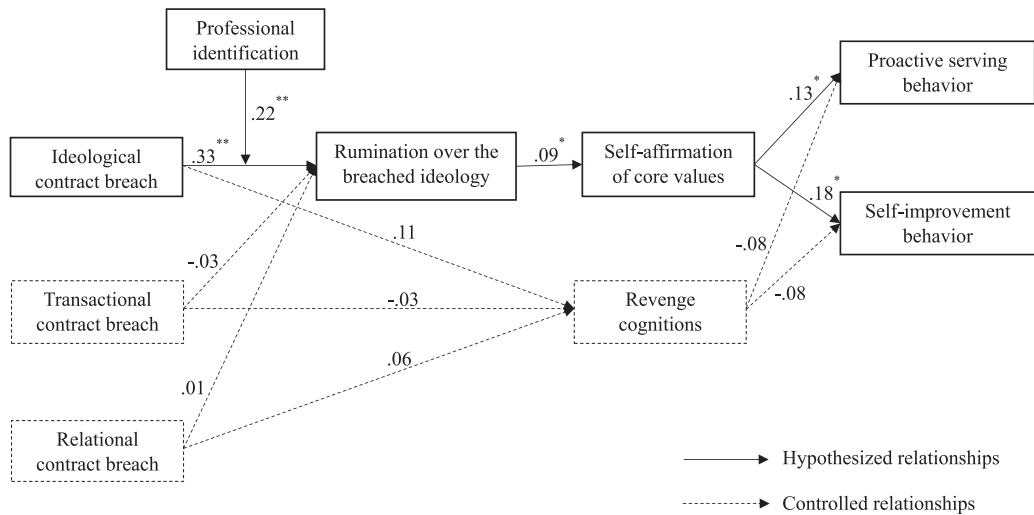 Professional
identification
.22**
Ideological
contract breach
.33**
Rumination over the
breached ideology
.09*
Self-affirmation
of core values
.13*
Proactive serving
behavior
.18*
Self-improvement
behavior
.11
-.03
-.08
-.08
Transactional
contract breach
-.03
Revenge
cognitions
.06
.01
Relational
contract breach
Hypothesized relationships
Controlled relationships